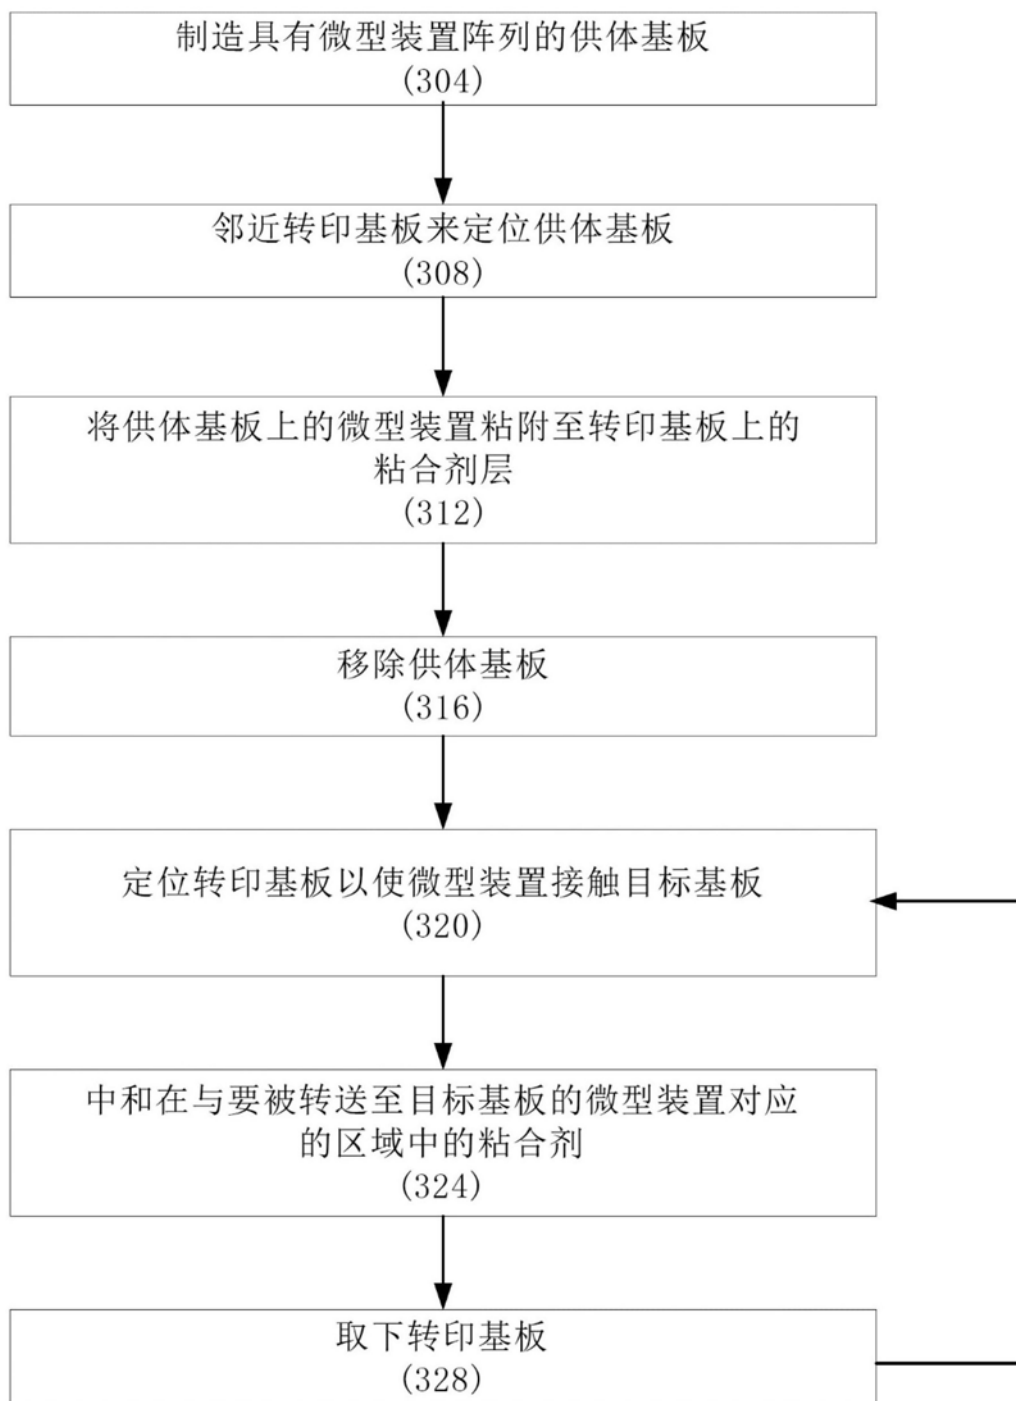 制造具有微型装置阵列的供体基板
(304)
邻近转印基板来定位供体基板
(308)
将供体基板上的微型装置粘附至转印基板上的
粘合剂层
(312)
移除供体基板
(316)
定位转印基板以使微型装置接触目标基板
(320)
中和在与要被转送至目标基板的微型装置对应
的区域中的粘合剂
(324)
取下转印基板
(328)